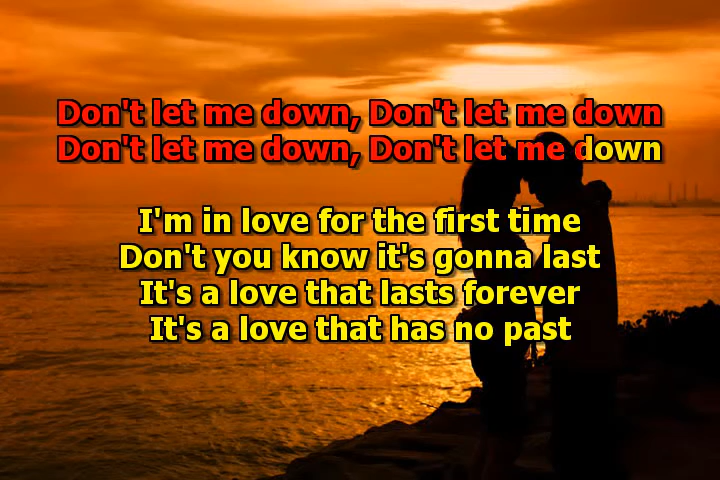 Don't let me down, Don't let me down
Don't let me down, Don't let me down
I'm in love for the first time
Don't you know it's gonna last
It's a love that lasts forever
It's a love that has no past